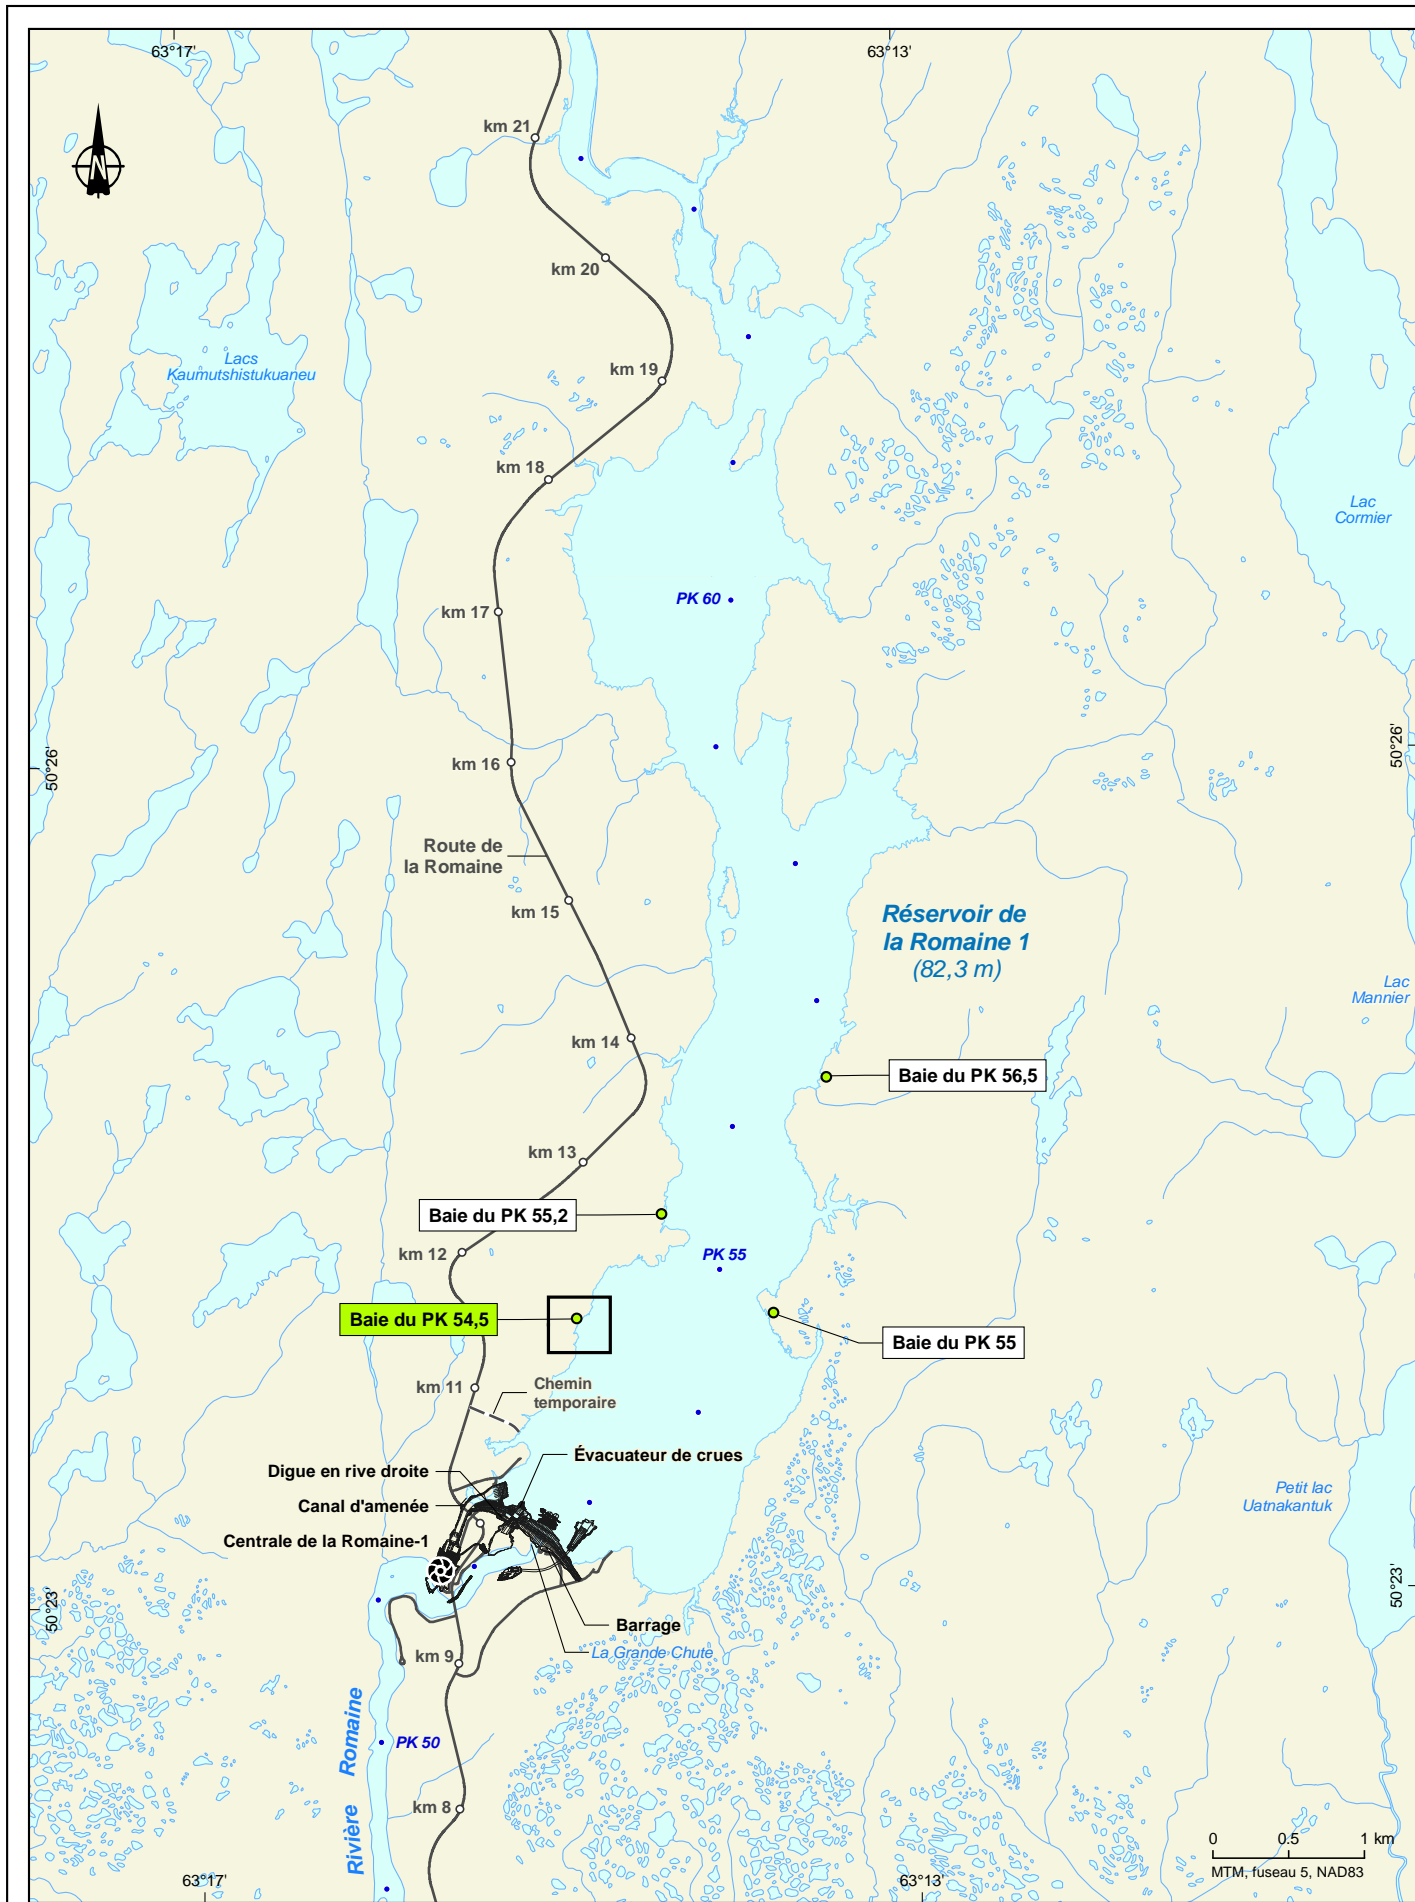 63°17'
63°13'
km 21
N
km 20
Lacs
Kaumutshistukuaneu
km 19
km 18
Lac
Cormier
PK 60
km 17
50°26'
50°26'
km 16
Route de
la Romaine
km 15
Réservoir de
la Romaine 1
(82,3 m)
Lac
Mannier
km 14
Baie du PK 56,5
km 13
Baie du PK 55,2
km 12
PK 55
Baie du PK 54,5
Baie du PK 55
km 11
Chemin
temporaire
Évacuateur de crues
Digue en rive droite
Canal d'amenée
Centrale de la Romaine-1
Petit lac
Uatnakantuk
50°23'
50°23'
Barrage
La Grande Chute
km 9
Rivière Romaine
PK 50
km 8
0 0.5 1 km
MTM, fuseau 5, NAD83
63°17'
63°13'